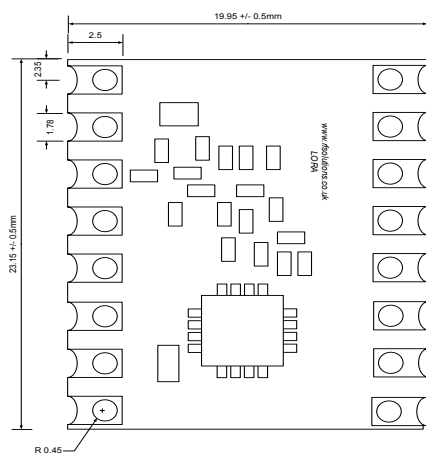 19.95 +/- 0.5mm
2.5
2.35
1.78
23.15 +/- 0.5mm
www.rfsolutions.co.uk
LORA
R 0.45